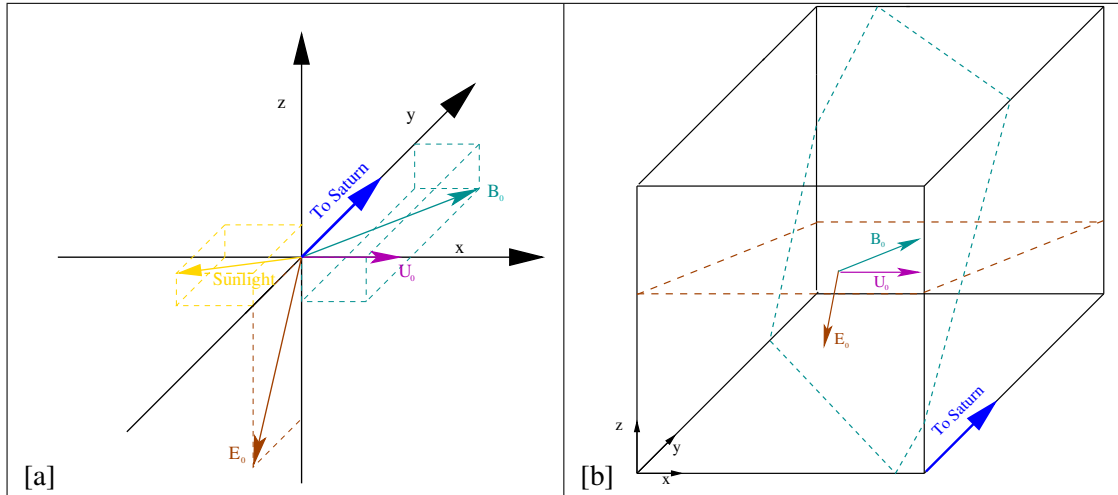 z
y
To Saturn
B₀
x
Sunlight
U₀
E₀
[a]
B₀
U₀
E₀
To Saturn
z
y
x
[b]